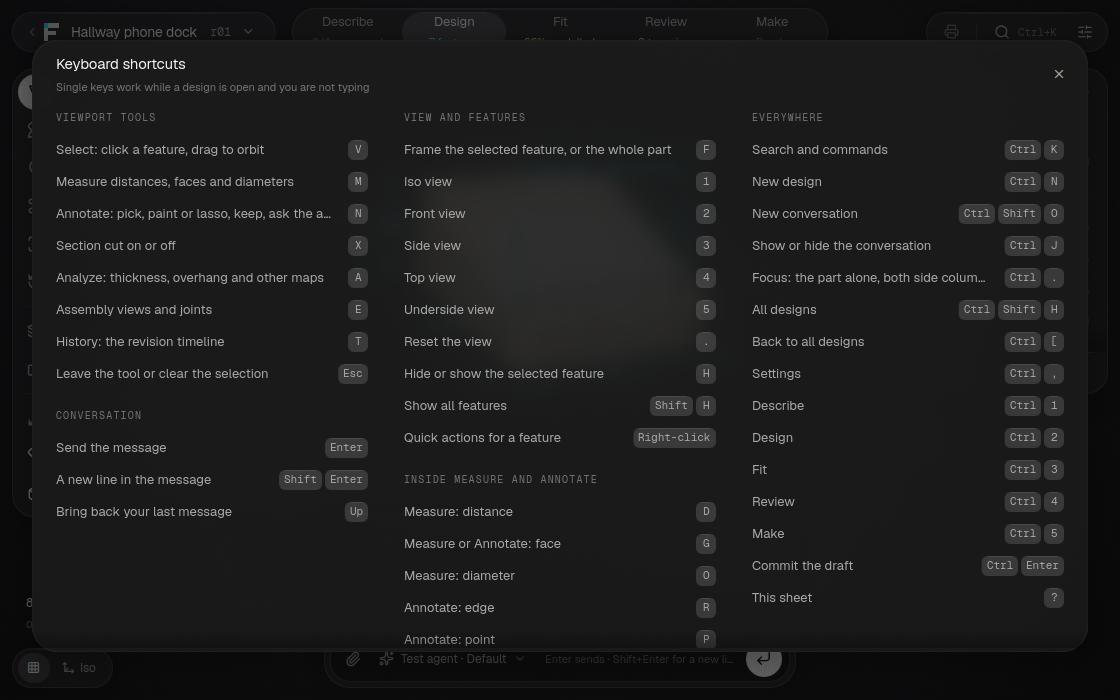 Hallway phone dock r01
Describe
Design
Fit
Review
Make
Ctrl+K
Keyboard shortcuts
Single keys work while a design is open and you are not typing
VIEWPORT TOOLS
Select: click a feature, drag to orbit V
Measure distances, faces and diameters M
Annotate: pick, paint or lasso, keep, ask the a... N
Section cut on or off X
Analyze: thickness, overhang and other maps A
Assembly views and joints E
History: the revision timeline T
Leave the tool or clear the selection Esc
CONVERSATION
Send the message Enter
A new line in the message Shift Enter
Bring back your last message Up
VIEW AND FEATURES
Frame the selected feature, or the whole part F
Iso view 1
Front view 2
Side view 3
Top view 4
Underside view 5
Reset the view .
Hide or show the selected feature H
Show all features Shift H
Quick actions for a feature Right-click
INSIDE MEASURE AND ANNOTATE
Measure: distance D
Measure or Annotate: face G
Measure: diameter O
Annotate: edge R
Annotate: point P
EVERYWHERE
Search and commands Ctrl K
New design Ctrl N
New conversation Ctrl Shift O
Show or hide the conversation Ctrl J
Focus: the part alone, both side colum... Ctrl .
All designs Ctrl Shift H
Back to all designs Ctrl [
Settings Ctrl ,
Describe Ctrl 1
Design Ctrl 2
Fit Ctrl 3
Review Ctrl 4
Make Ctrl 5
Commit the draft Ctrl Enter
This sheet ?
Iso
Test agent · Default
Enter sends · Shift+Enter for a new li...